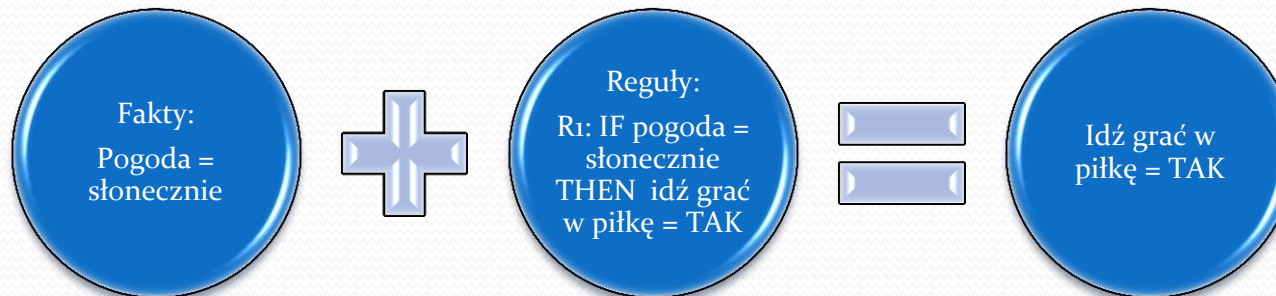 Fakty:
Pogoda =
słonecznie
Reguły:
R1: IF pogoda =
słonecznie
THEN idź grać
w piłkę = TAK
Idź grać w
piłkę = TAK